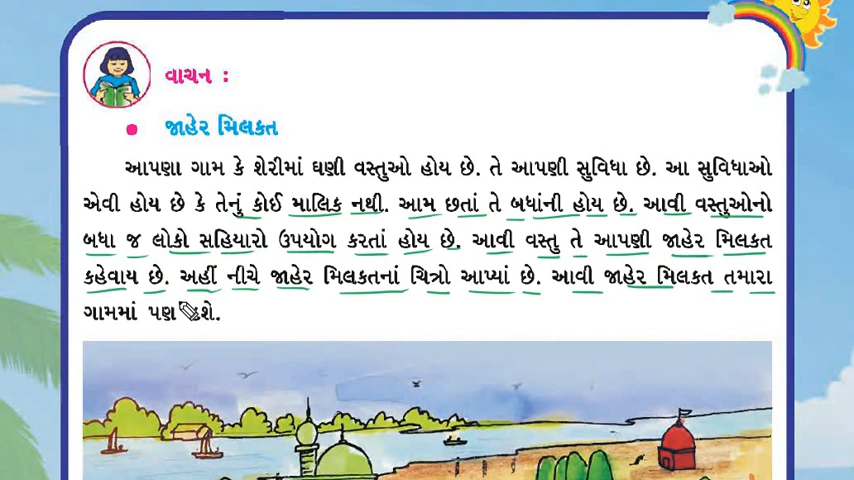 વાચન :
• જાહેર મિલકત
આપણા ગામ કે શેરીમાં ઘણી વસ્તુઓ હોય છે. તે આપણી સુવિધા છે. આ સુવિધાઓ
એવી હોય છે કે તેનું કોઈ માલિક નથી. આમ છતાં તે બધાંની હોય છે. આવી વસ્તુઓનો
બધા જ લોકો સહિયારો ઉપયોગ કરતાં હોય છે. આવી વસ્તુ તે આપણી જાહેર મિલકત
કહેવાય છે. અહીં નીચે જાહેર મિલકતનાં ચિત્રો આપ્યાં છે. આવી જાહેર મિલકત તમારા
ગામમાં પણ